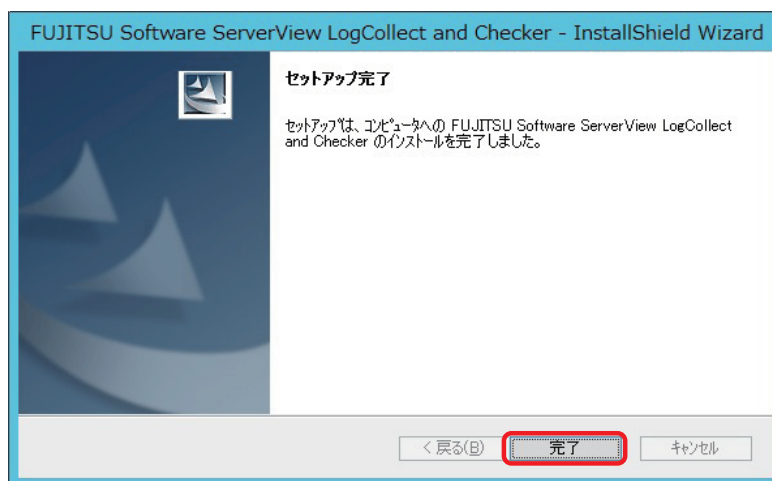 FUJITSU Software ServerView LogCollect and Checker - InstallShield Wizard
セットアップ完了
セットアップは、コンピュータへの FUJITSU Software ServerView LogCollect
and Checker のインストールを完了しました。
< 戻る(B)
完了
キャンセル